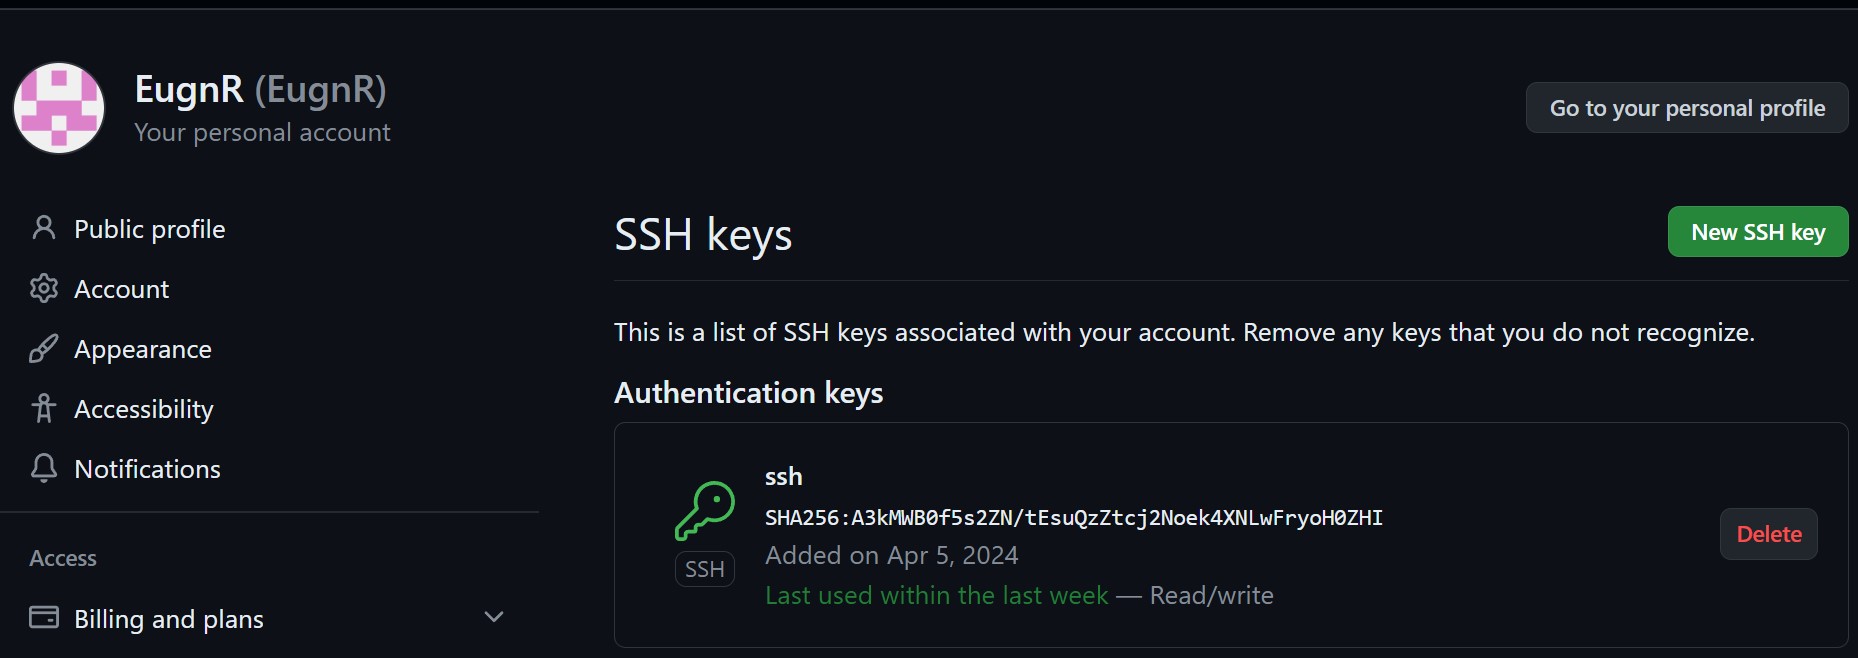 EugnR (EugnR)
Your personal account
Go to your personal profile
Public profile
Account
Appearance
Accessibility
Notifications
Access
Billing and plans
SSH keys
New SSH key
This is a list of SSH keys associated with your account. Remove any keys that you do not recognize.
Authentication keys
ssh
SHA256:A3kMWB0f5s2ZN/tEsuQzZtcj2Noek4XNLwFryoH0ZHI
Added on Apr 5, 2024
Last used within the last week — Read/write
SSH
Delete